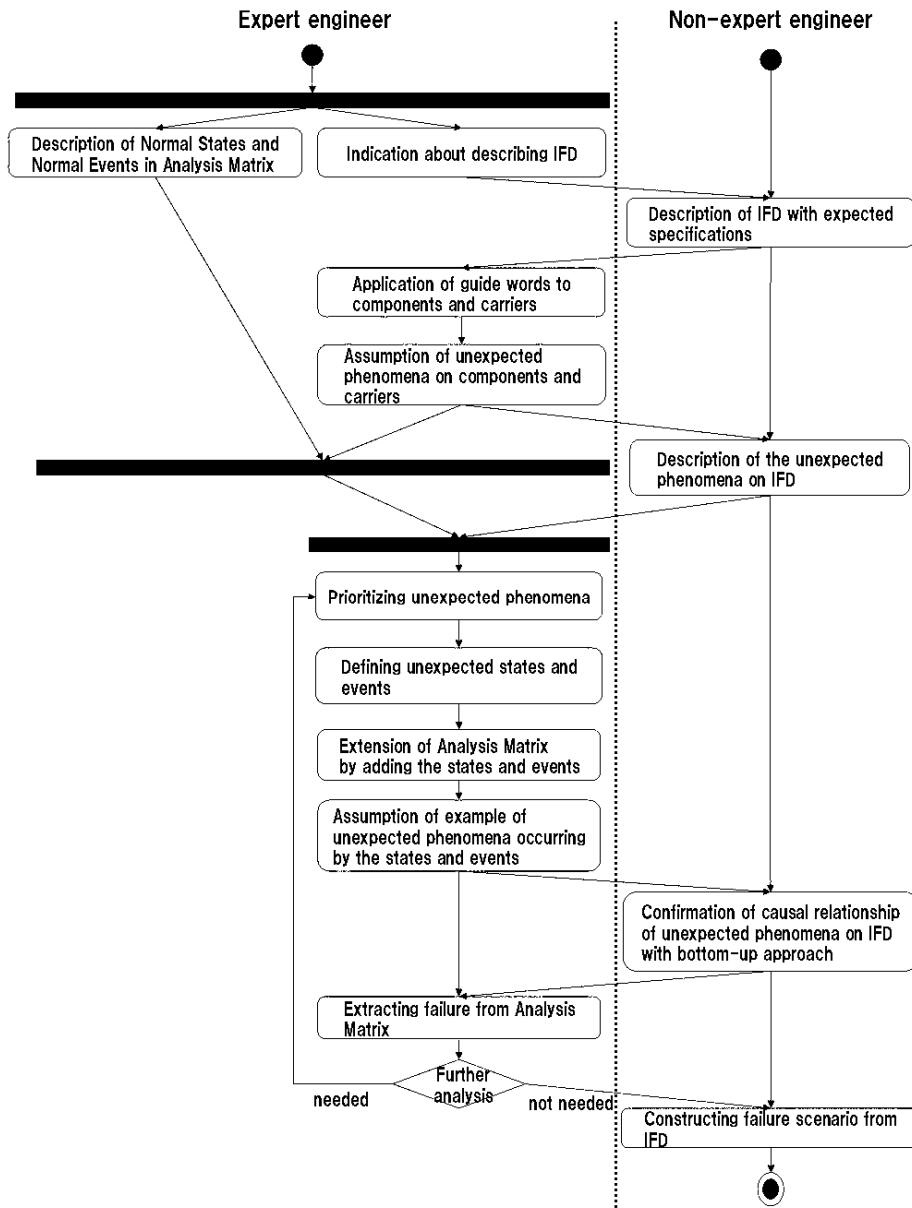 Expert engineer
Non-expert engineer
Description of Normal States and
Normal Events in Analysis Matrix
Indication about describing IFD
Description of IFD with expected
specifications
Application of guide words to
components and carriers
Assumption of unexpected
phenomena on components and
carriers
Description of the unexpected
phenomena on IFD
Prioritizing unexpected phenomena
Defining unexpected states and
events
Extension of Analysis Matrix
by adding the states and events
Assumption of example of
unexpected phenomena occurring
by the states and events
Confirmation of causal relationship
of unexpected phenomena on IFD
with bottom-up approach
Extracting failure from Analysis
Matrix
Further
analysis
needed
not needed
Constructing failure scenario from
IFD